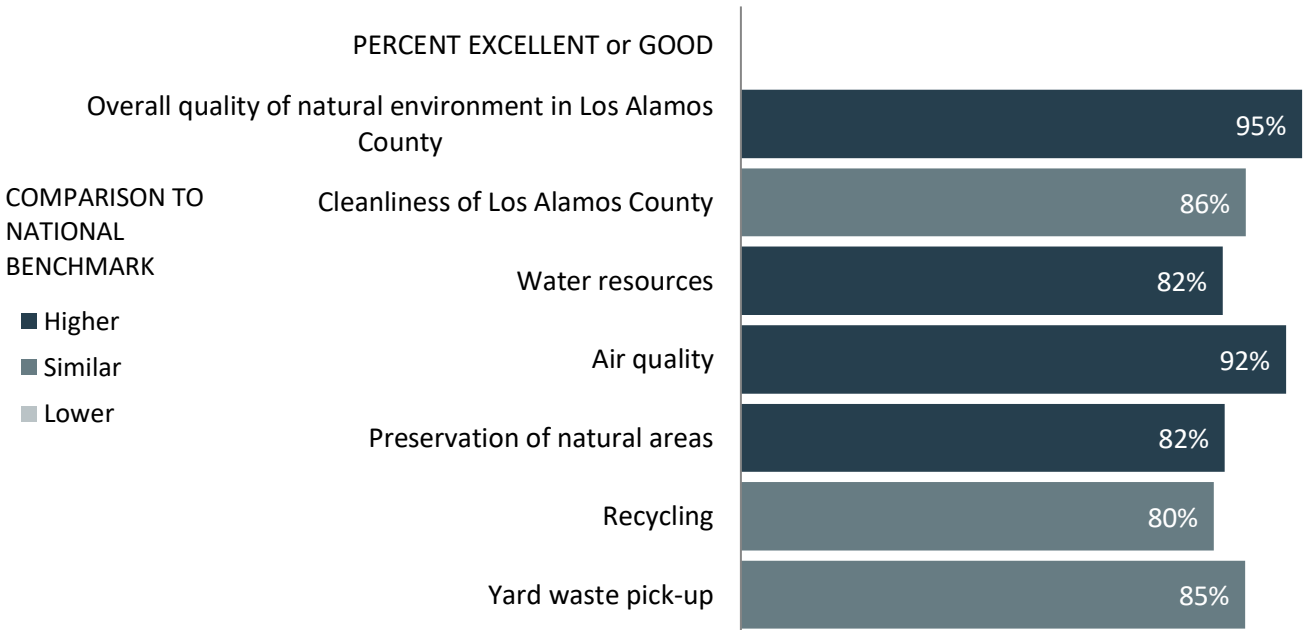 PERCENT EXCELLENT or GOOD
Overall quality of natural environment in Los Alamos
County
95%
COMPARISON TO
NATIONAL
BENCHMARK
Higher
Similar
Lower
Cleanliness of Los Alamos County
86%
Water resources
82%
Air quality
92%
Preservation of natural areas
82%
Recycling
80%
Yard waste pick-up
85%